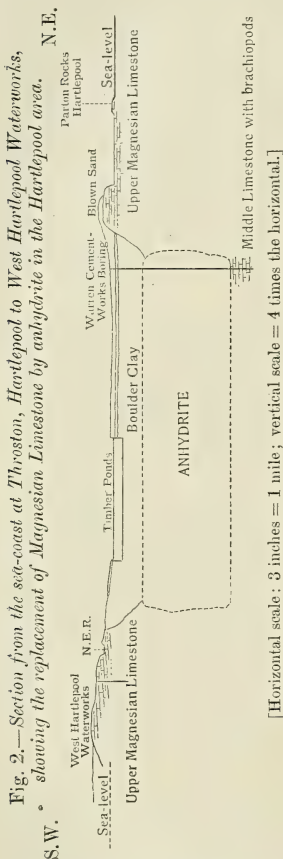 Fig. 2.—Section from the sea-coast at Throston, Hartlepool to West Hartlepool Waterworks,
showing the replacement of Magnesian Limestone by anhydrite in the Hartlepool area.
S.W.
N.E.
West Hartlepool
Waterworks
N.E.R.
Timber Ponds
Warren Cement-
Works Boring
Blown Sand
Parton Rocks
Hartlepool
Sea-level
Sea-level
Upper Magnesian Limestone
Boulder Clay
Upper Magnesian Limestone
ANHYDRITE
Middle Limestone with brachiopods
[Horizontal scale: 3 inches = 1 mile; vertical scale = 4 times the horizontal.]